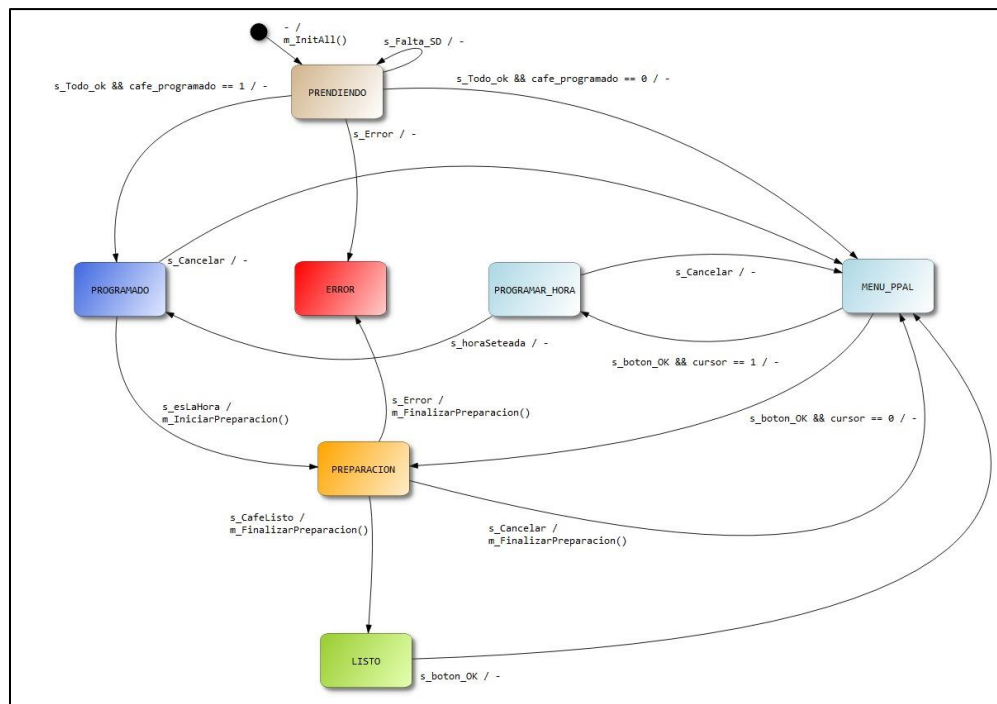 - /
m_InitAll()
s_Falta_SD / -
s_Todo_ok && cafe_programado == 1 / -
s_Todo_ok && cafe_programado == 0 / -
PRENDIENDO
s_Error / -
s_Cancelar / -
s_Cancelar / -
PROGRAMADO
ERROR
PROGRAMAR_HORA
MENU_PPAL
s_horaSeteada / -
s_boton_OK && cursor == 1 / -
s_esLaHora /
m_IniciarPreparacion()
s_Error /
m_FinalizarPreparacion()
s_boton_OK && cursor == 0 / -
PREPARACION
s_CafeListo /
m_FinalizarPreparacion()
s_Cancelar /
m_FinalizarPreparacion()
LISTO
s_boton_OK / -